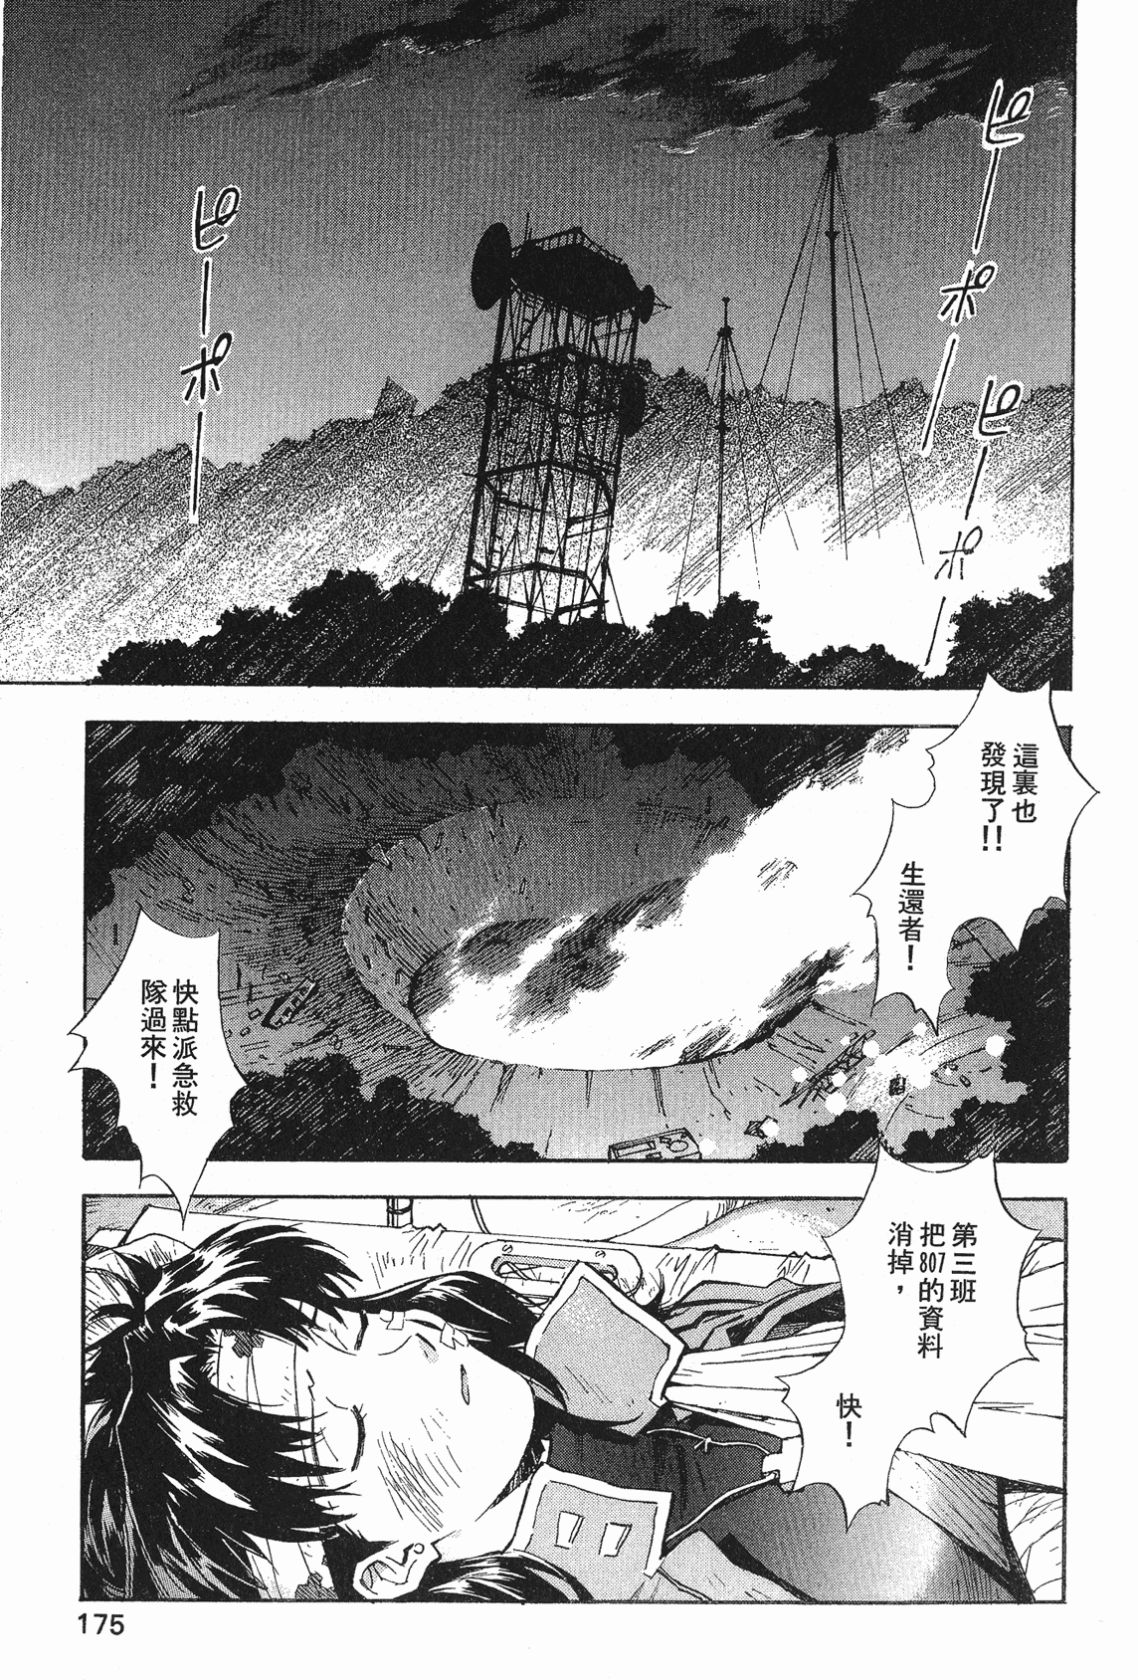 ピーポーピーポー
ピーポー
這裏也
發現了!!
生還者！
快點派急救
隊過來！
第三班
把807的資料
消掉，
快！
175